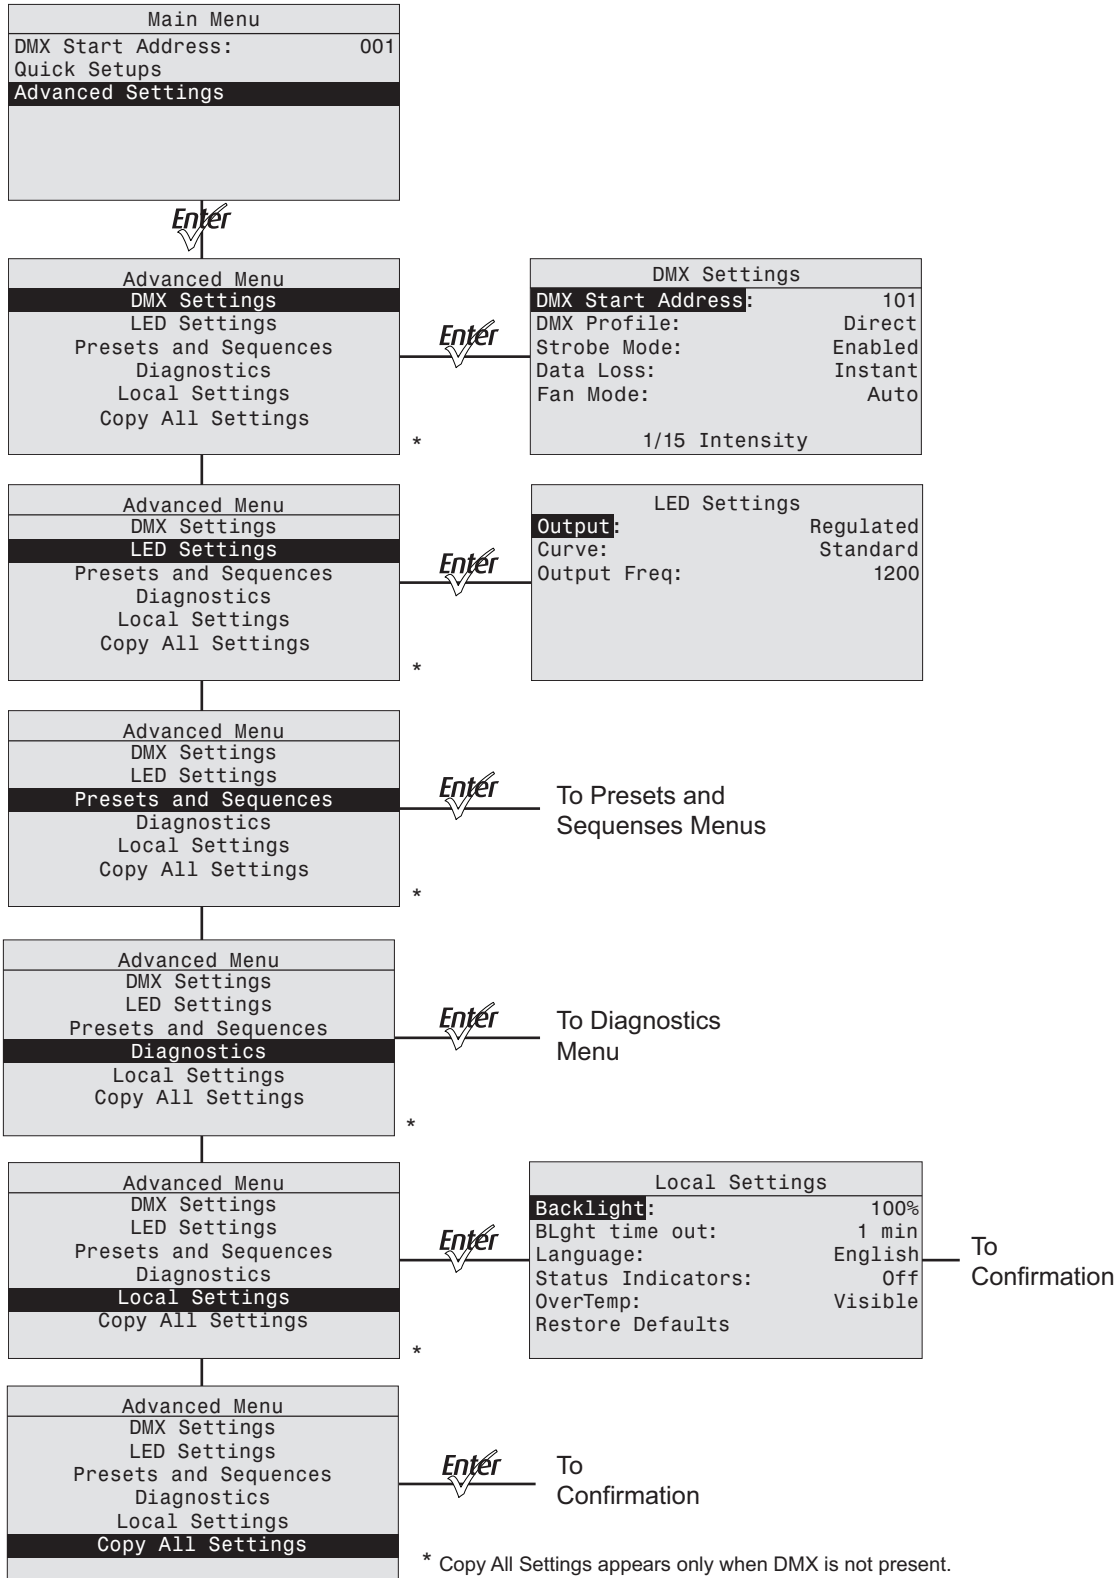 Main Menu
DMX Start Address: 001
Quick Setups
Advanced Settings
Enter
Advanced Menu
DMX Settings
LED Settings
Presets and Sequences
Diagnostics
Local Settings
Copy All Settings
*
Enter
DMX Settings
DMX Start Address: 101
DMX Profile: Direct
Strobe Mode: Enabled
Data Loss: Instant
Fan Mode: Auto
1/15 Intensity
Advanced Menu
DMX Settings
LED Settings
Presets and Sequences
Diagnostics
Local Settings
Copy All Settings
*
Enter
LED Settings
Output: Regulated
Curve: Standard
Output Freq: 1200
Advanced Menu
DMX Settings
LED Settings
Presets and Sequences
Diagnostics
Local Settings
Copy All Settings
*
Enter
To Presets and
Sequenses Menus
Advanced Menu
DMX Settings
LED Settings
Presets and Sequences
Diagnostics
Local Settings
Copy All Settings
*
Enter
To Diagnostics
Menu
Advanced Menu
DMX Settings
LED Settings
Presets and Sequences
Diagnostics
Local Settings
Copy All Settings
*
Enter
Local Settings
Backlight: 100%
BLght time out: 1 min
Language: English
Status Indicators: Off
OverTemp: Visible
Restore Defaults
To
Confirmation
Advanced Menu
DMX Settings
LED Settings
Presets and Sequences
Diagnostics
Local Settings
Copy All Settings
Enter
To
Confirmation
* Copy All Settings appears only when DMX is not present.